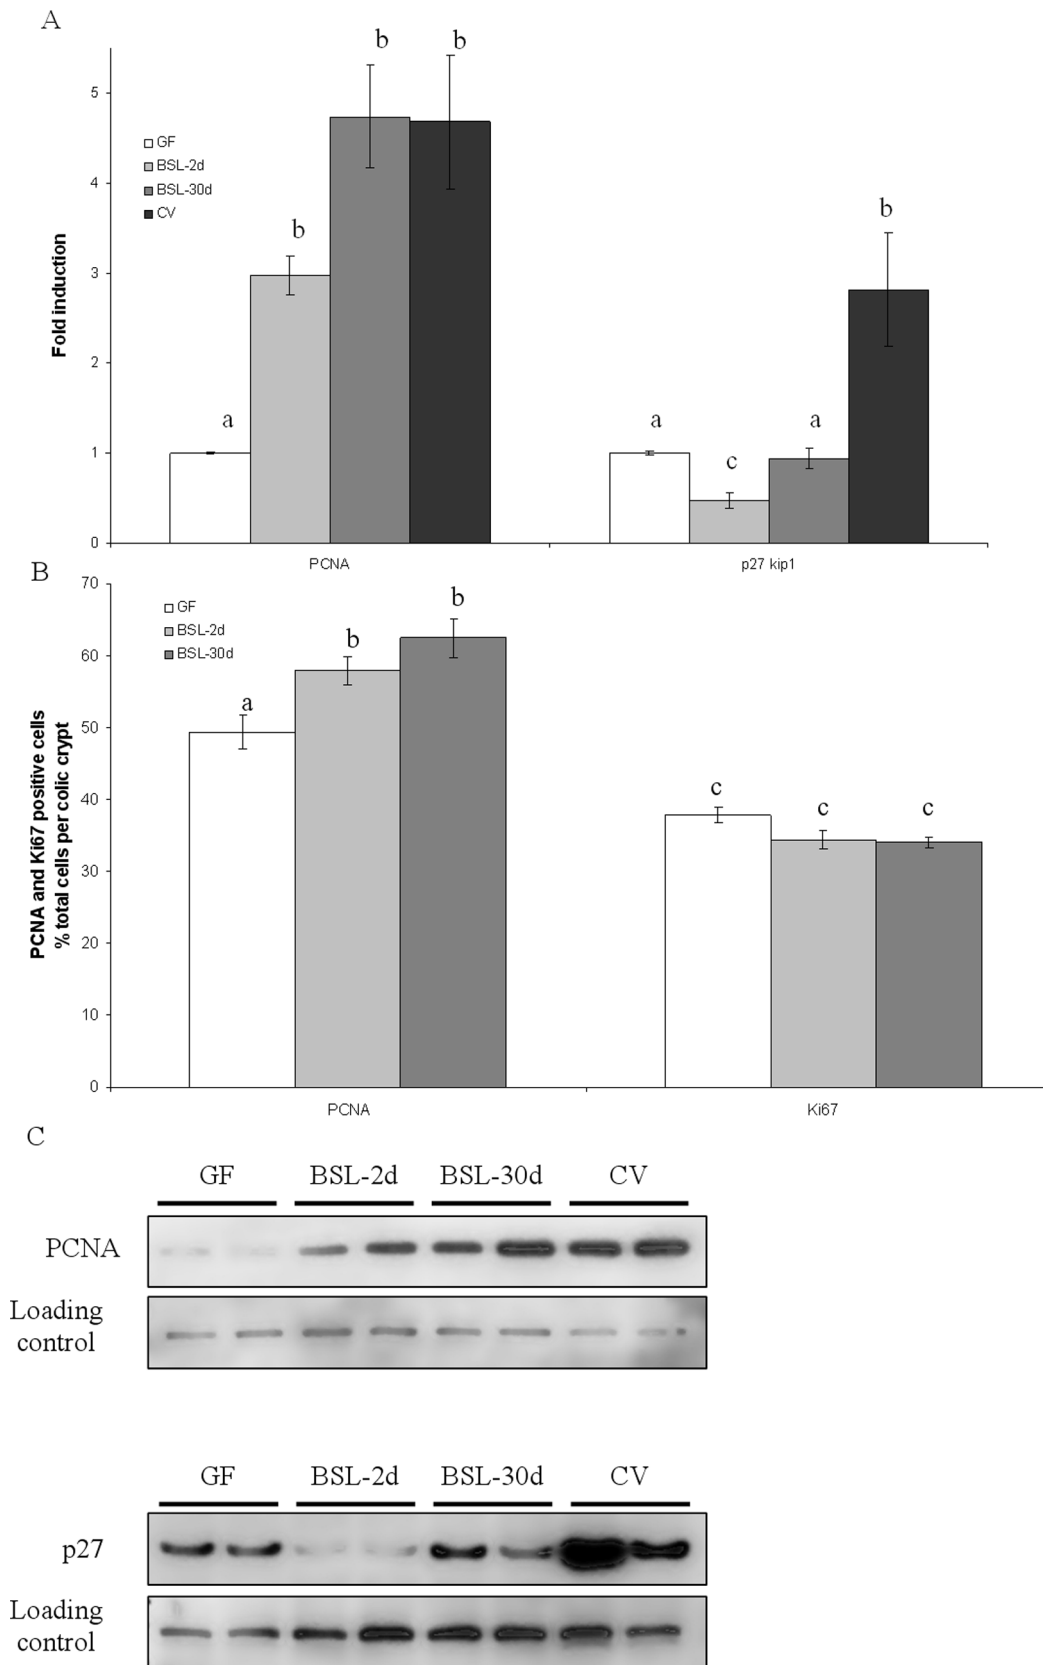 A
b b
5
GF
BSL-2d
BSL-30d
CV
4
b
b
3
Fold induction
2
a a a
c
1
0
PCNA p27 kip1
B
70
GF
BSL-2d
BSL-30d
b
b
60
a
50
c c c
40
PCNA and Ki67 positive cells
% total cells per colic crypt
30
20
10
0
PCNA Ki67
C
GF BSL-2d BSL-30d CV
PCNA
Loading
control
GF BSL-2d BSL-30d CV
p27
Loading
control